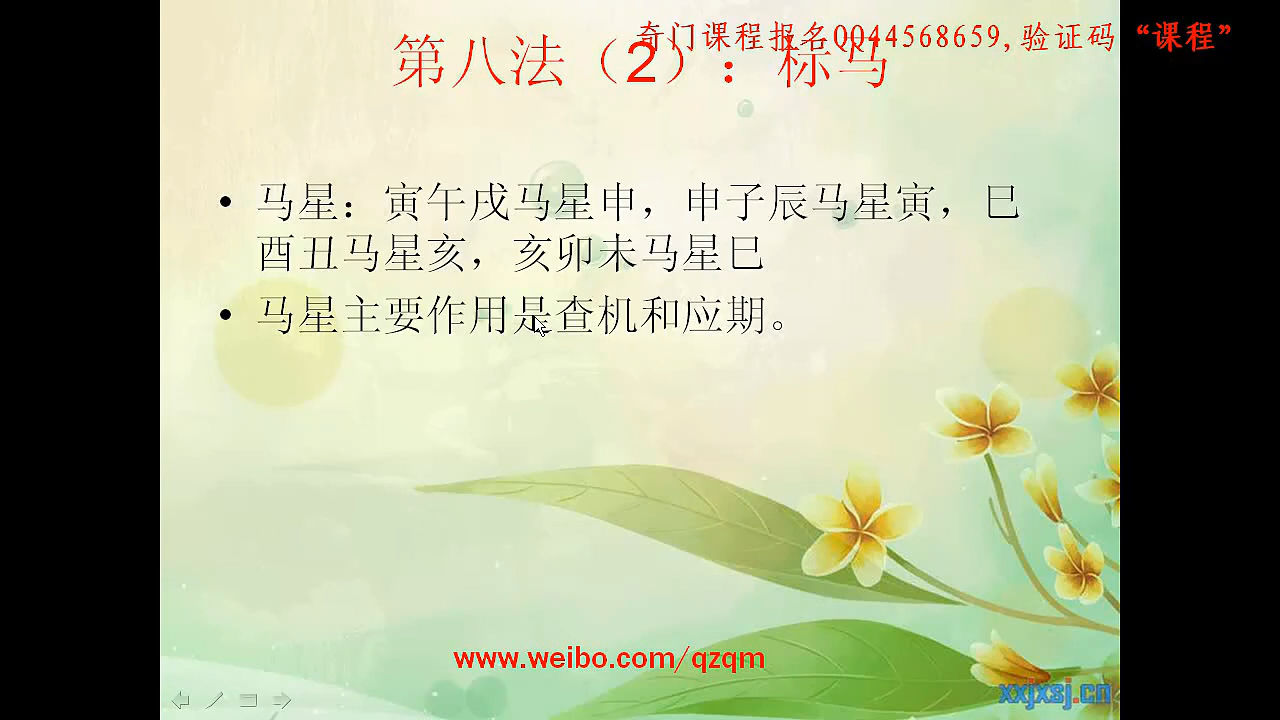 奇门课程报名QQ44568659,验证码“课程”
第八法（2）：标马
• 马星：寅午戌马星申，申子辰马星寅，巳
酉丑马星亥，亥卯未马星巳
• 马星主要作用是查机和应期。
www.weibo.com/qzqm
xxjxsj.cn